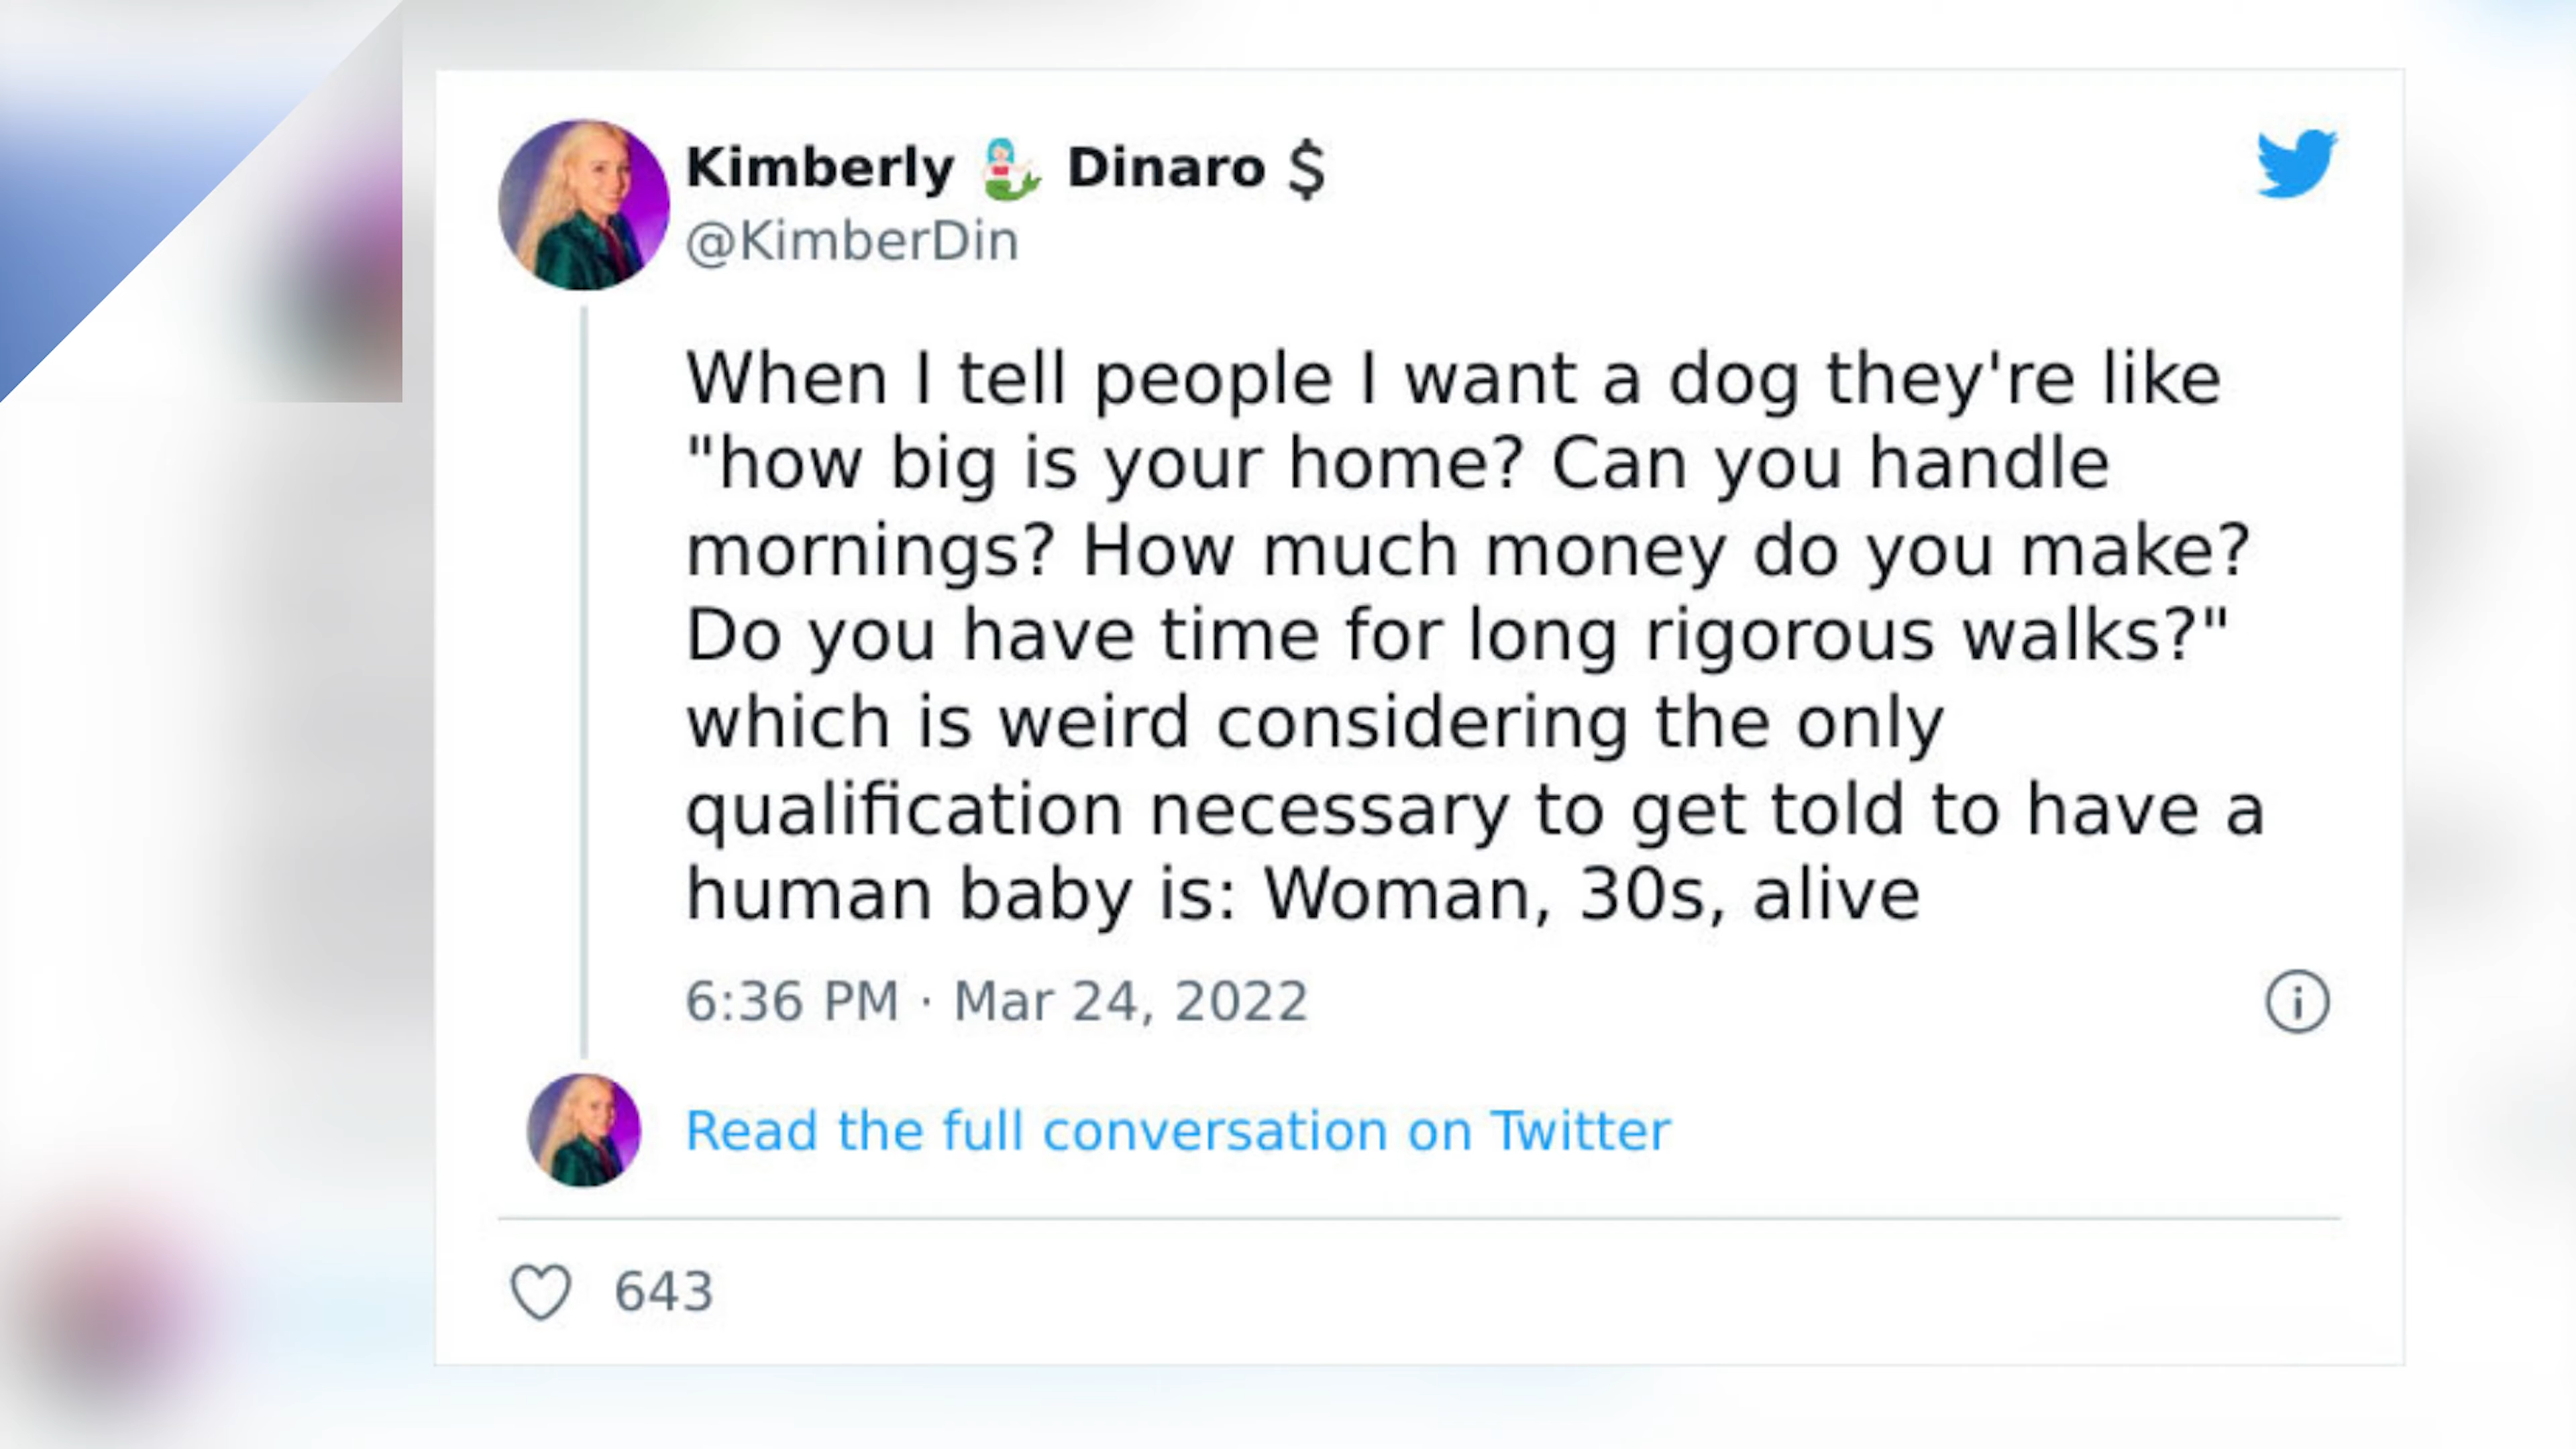 Kimberly 🧜‍♀️ Dinaro $
@KimberDin
When I tell people I want a dog they're like
"how big is your home? Can you handle
mornings? How much money do you make?
Do you have time for long rigorous walks?"
which is weird considering the only
qualification necessary to get told to have a
human baby is: Woman, 30s, alive
6:36 PM · Mar 24, 2022
Read the full conversation on Twitter
643